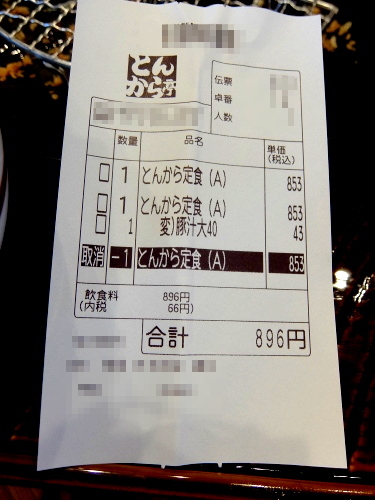 とん
から亭
伝票
卓番
人数
数量 品名 単価
(税込)
□ 1 とんから定食(A) 853
□ 1 とんから定食(A) 853
□ 1 変)豚汁大40 43
取消 -1 とんから定食(A) 853
飲食料 896円
(内税 66円)
合計 896円